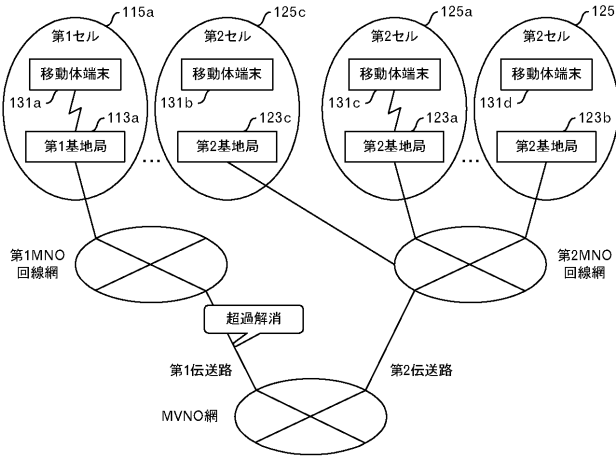 115a
125c
125a
125
第1セル
第2セル
第2セル
第2セル
移動体端末
移動体端末
移動体端末
移動体端末
131a
113a
131b
123c
131c
123a
131d
123b
第1基地局
第2基地局
第2基地局
第2基地局
...
...
第1MNO
回線網
第2MNO
回線網
超過解消
第1伝送路
第2伝送路
MVNO網